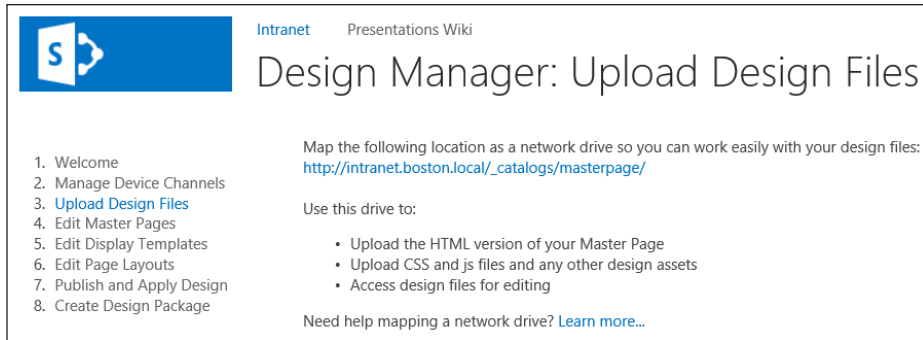 S
Intranet Presentations Wiki
Design Manager: Upload Design Files
1. Welcome
2. Manage Device Channels
3. Upload Design Files
4. Edit Master Pages
5. Edit Display Templates
6. Edit Page Layouts
7. Publish and Apply Design
8. Create Design Package
Map the following location as a network drive so you can work easily with your design files:
http://intranet.boston.local/_catalogs/masterpage/
Use this drive to:
• Upload the HTML version of your Master Page
• Upload CSS and js files and any other design assets
• Access design files for editing
Need help mapping a network drive? Learn more...